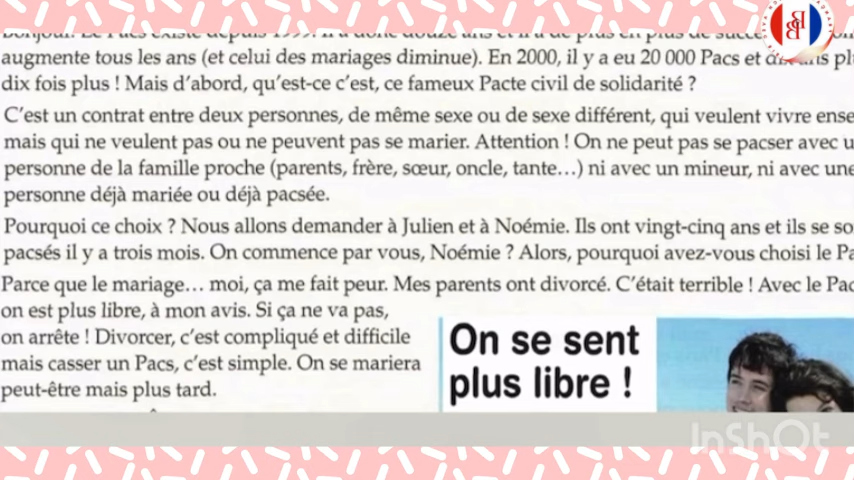 augmente tous les ans (et celui des mariages diminue). En 2000, il y a eu 20 000 Pacs et
dix fois plus ! Mais d'abord, qu'est-ce c'est, ce fameux Pacte civil de solidarité ?
C'est un contrat entre deux personnes, de même sexe ou de sexe différent, qui veulent vivre ense
mais qui ne veulent pas ou ne peuvent pas se marier. Attention ! On ne peut pas se pacser avec u
personne de la famille proche (parents, frère, sœur, oncle, tante...) ni avec un mineur, ni avec une
personne déjà mariée ou déjà pacsée.
Pourquoi ce choix ? Nous allons demander à Julien et à Noémie. Ils ont vingt-cinq ans et ils se so
pacsés il y a trois mois. On commence par vous, Noémie ? Alors, pourquoi avez-vous choisi le Pa
Parce que le mariage... moi, ça me fait peur. Mes parents ont divorcé. C'était terrible ! Avec le Pac
on est plus libre, à mon avis. Si ça ne va pas,
on arrête ! Divorcer, c'est compliqué et difficile
mais casser un Pacs, c'est simple. On se mariera
peut-être mais plus tard.
On se sent
plus libre !
InShOt